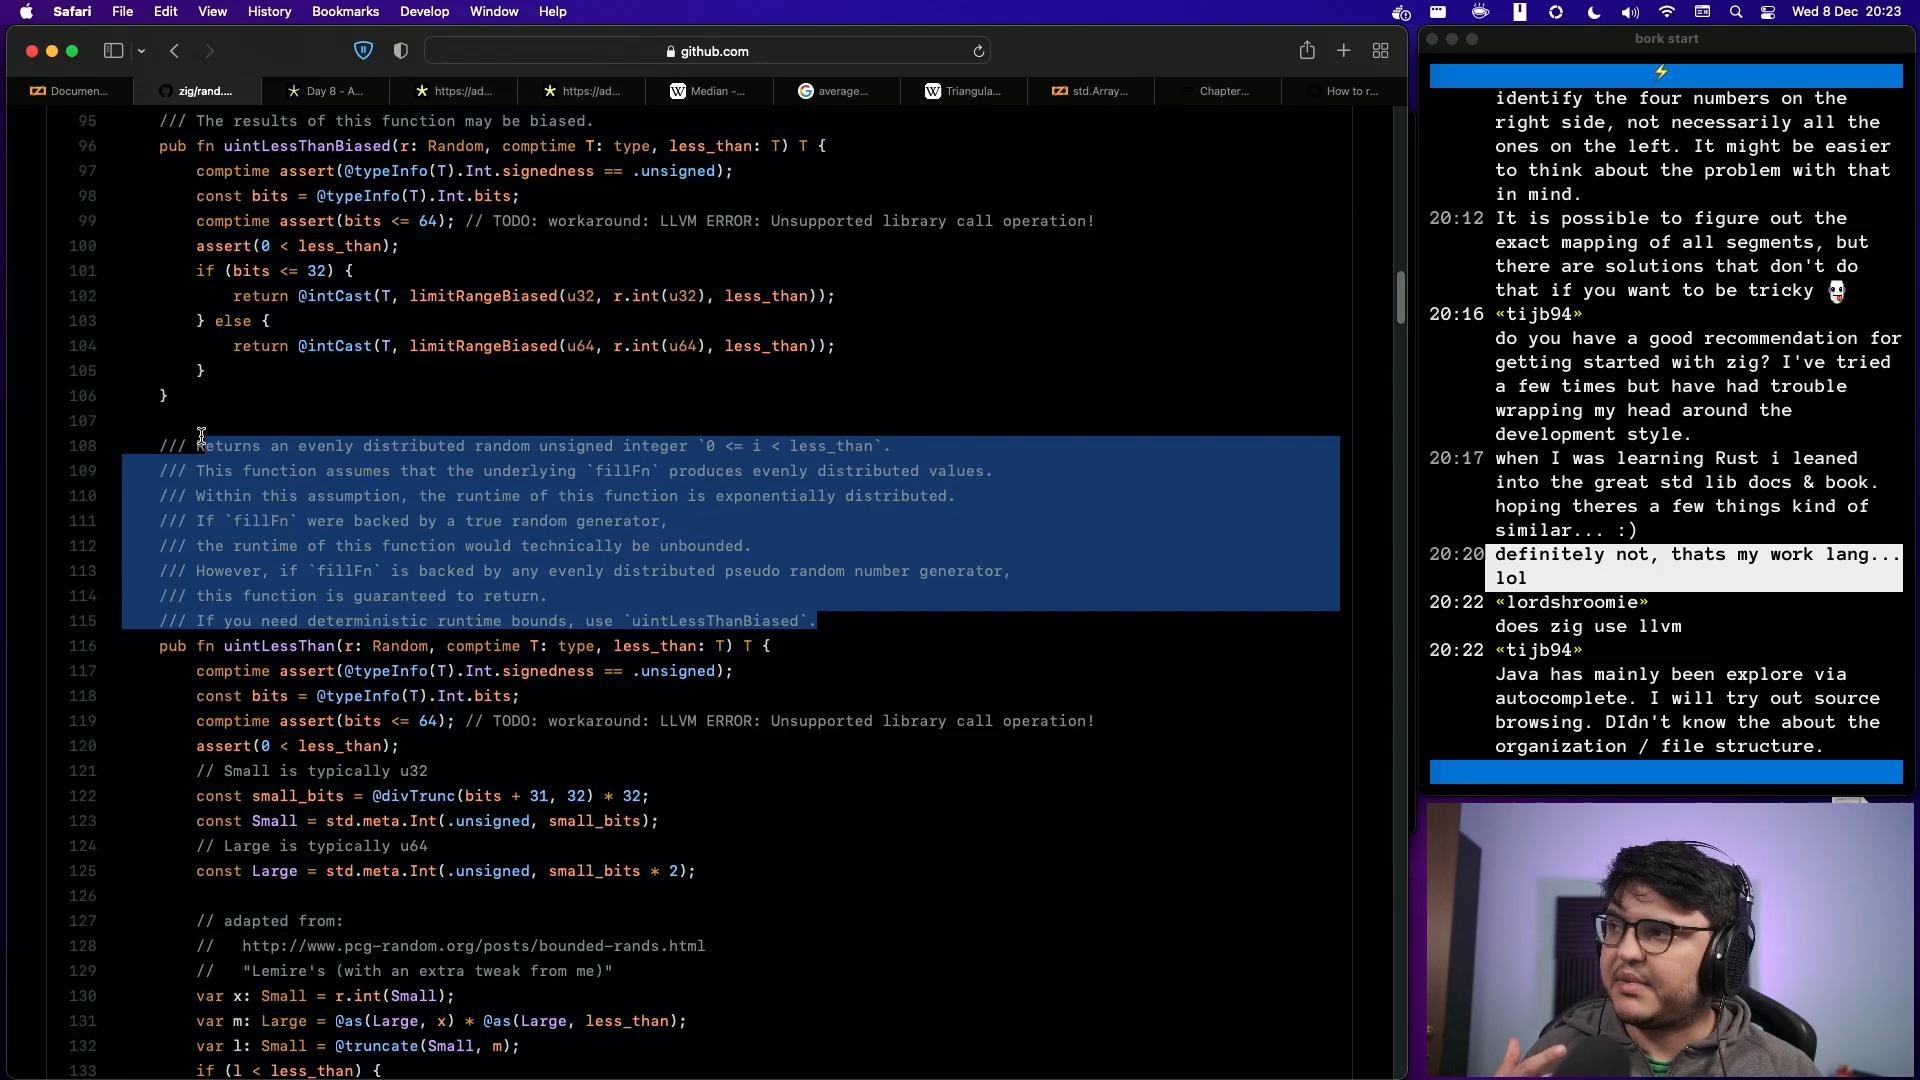 Safari File Edit View History Bookmarks Develop Window Help Wed 8 Dec 20:23
github.com
Documen... zig/rand.... Day 8 - A... https://ad... https://ad... Median -... average... Triangula... std.Array... Chapter... How to r...
95 /// The results of this function may be biased.
96 pub fn uintLessThanBiased(r: Random, comptime T: type, less_than: T) T {
97 comptime assert(@typeInfo(T).Int.signedness == .unsigned);
98 const bits = @typeInfo(T).Int.bits;
99 comptime assert(bits <= 64); // TODO: workaround: LLVM ERROR: Unsupported library call operation!
100 assert(0 < less_than);
101 if (bits <= 32) {
102 return @intCast(T, limitRangeBiased(u32, r.int(u32), less_than));
103 } else {
104 return @intCast(T, limitRangeBiased(u64, r.int(u64), less_than));
105 }
106 }
107
108 /// Returns an evenly distributed random unsigned integer `0 <= i < less_than`.
109 /// This function assumes that the underlying `fillFn` produces evenly distributed values.
110 /// Within this assumption, the runtime of this function is exponentially distributed.
111 /// If `fillFn` were backed by a true random generator,
112 /// the runtime of this function would technically be unbounded.
113 /// However, if `fillFn` is backed by any evenly distributed pseudo random number generator,
114 /// this function is guaranteed to return.
115 /// If you need deterministic runtime bounds, use `uintLessThanBiased`.
116 pub fn uintLessThan(r: Random, comptime T: type, less_than: T) T {
117 comptime assert(@typeInfo(T).Int.signedness == .unsigned);
118 const bits = @typeInfo(T).Int.bits;
119 comptime assert(bits <= 64); // TODO: workaround: LLVM ERROR: Unsupported library call operation!
120 assert(0 < less_than);
121 // Small is typically u32
122 const small_bits = @divTrunc(bits + 31, 32) * 32;
123 const Small = std.meta.Int(.unsigned, small_bits);
124 // Large is typically u64
125 const Large = std.meta.Int(.unsigned, small_bits * 2);
126
127 // adapted from:
128 // http://www.pcg-random.org/posts/bounded-rands.html
129 // "Lemire's (with an extra tweak from me)"
130 var x: Small = r.int(Small);
131 var m: Large = @as(Large, x) * @as(Large, less_than);
132 var l: Small = @truncate(Small, m);
133 if (l < less_than) {
bork start
identify the four numbers on the
right side, not necessarily all the
ones on the left. It might be easier
to think about the problem with that
in mind.
20:12 It is possible to figure out the
exact mapping of all segments, but
there are solutions that don't do
that if you want to be tricky
20:16 «tijb94»
do you have a good recommendation for
getting started with zig? I've tried
a few times but have had trouble
wrapping my head around the
development style.
20:17 when I was learning Rust i leaned
into the great std lib docs & book.
hoping theres a few things kind of
similar... :)
20:20 definitely not, thats my work lang...
lol
20:22 «lordshroomie»
does zig use llvm
20:22 «tijb94»
Java has mainly been explore via
autocomplete. I will try out source
browsing. DIdn't know the about the
organization / file structure.